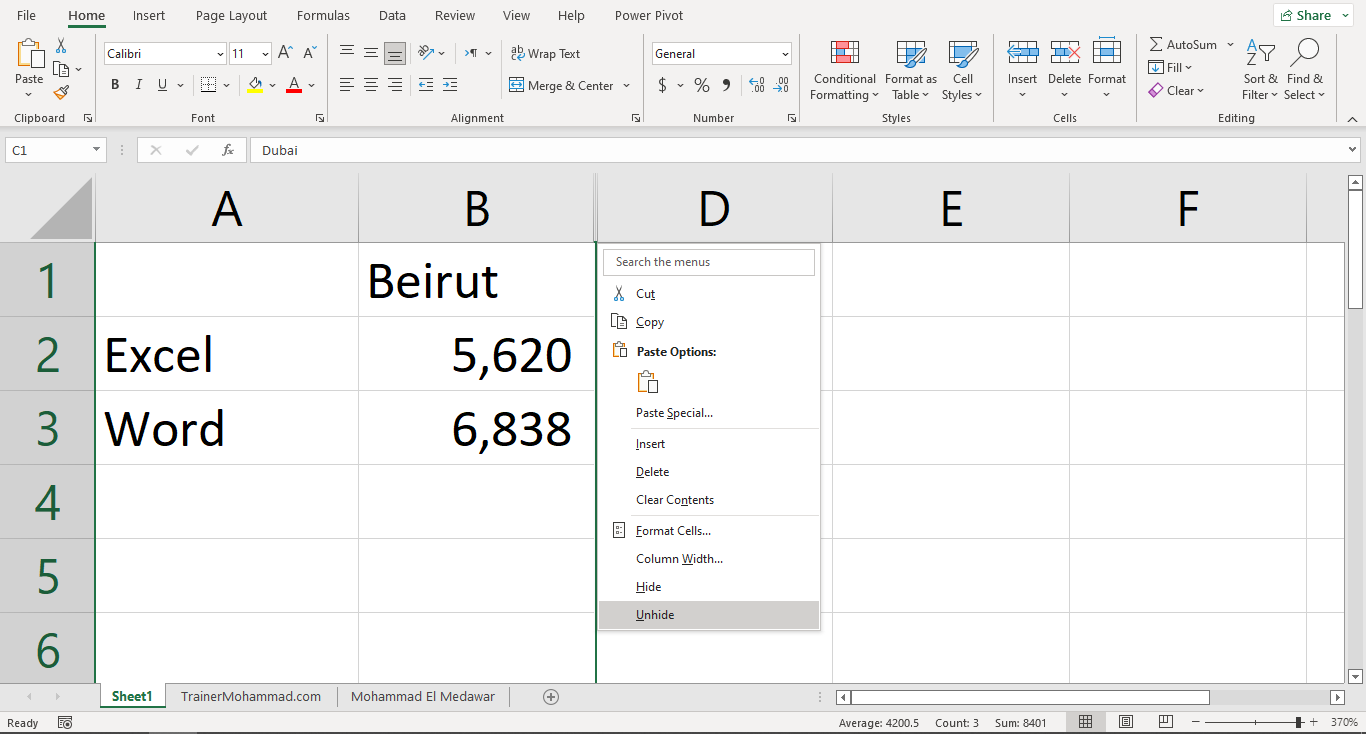 File Home Insert Page Layout Formulas Data Review View Help Power Pivot Share
Calibri 11 A A ab Wrap Text General Σ AutoSum
Paste B I U A Merge & Center $ % , Conditional Formatting Format as Table Cell Styles Insert Delete Format Fill Clear Sort & Filter Find & Select
Clipboard Font Alignment Number Styles Cells Editing
C1 fx Dubai
A B D E F
1 Beirut
2 Excel 5,620
3 Word 6,838
4
5
6
Search the menus
Cut
Copy
Paste Options:
Paste Special...
Insert
Delete
Clear Contents
Format Cells...
Column Width...
Hide
Unhide
Sheet1 TrainerMohammad.com Mohammad El Medawar
Ready Average: 4200.5 Count: 3 Sum: 8401 370%